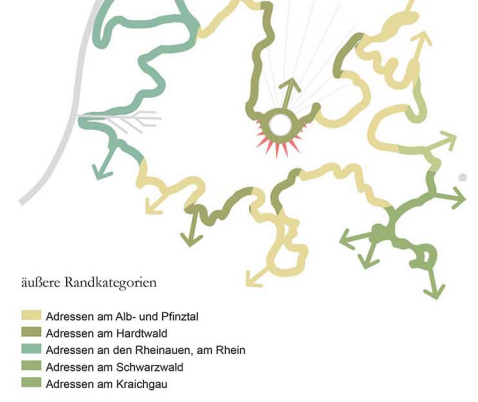 äußere Randkategorien
Adressen am Alb- und Pfinztal
Adressen am Hardtwald
Adressen an den Rheinauen, am Rhein
Adressen am Schwarzwald
Adressen am Kraichgau